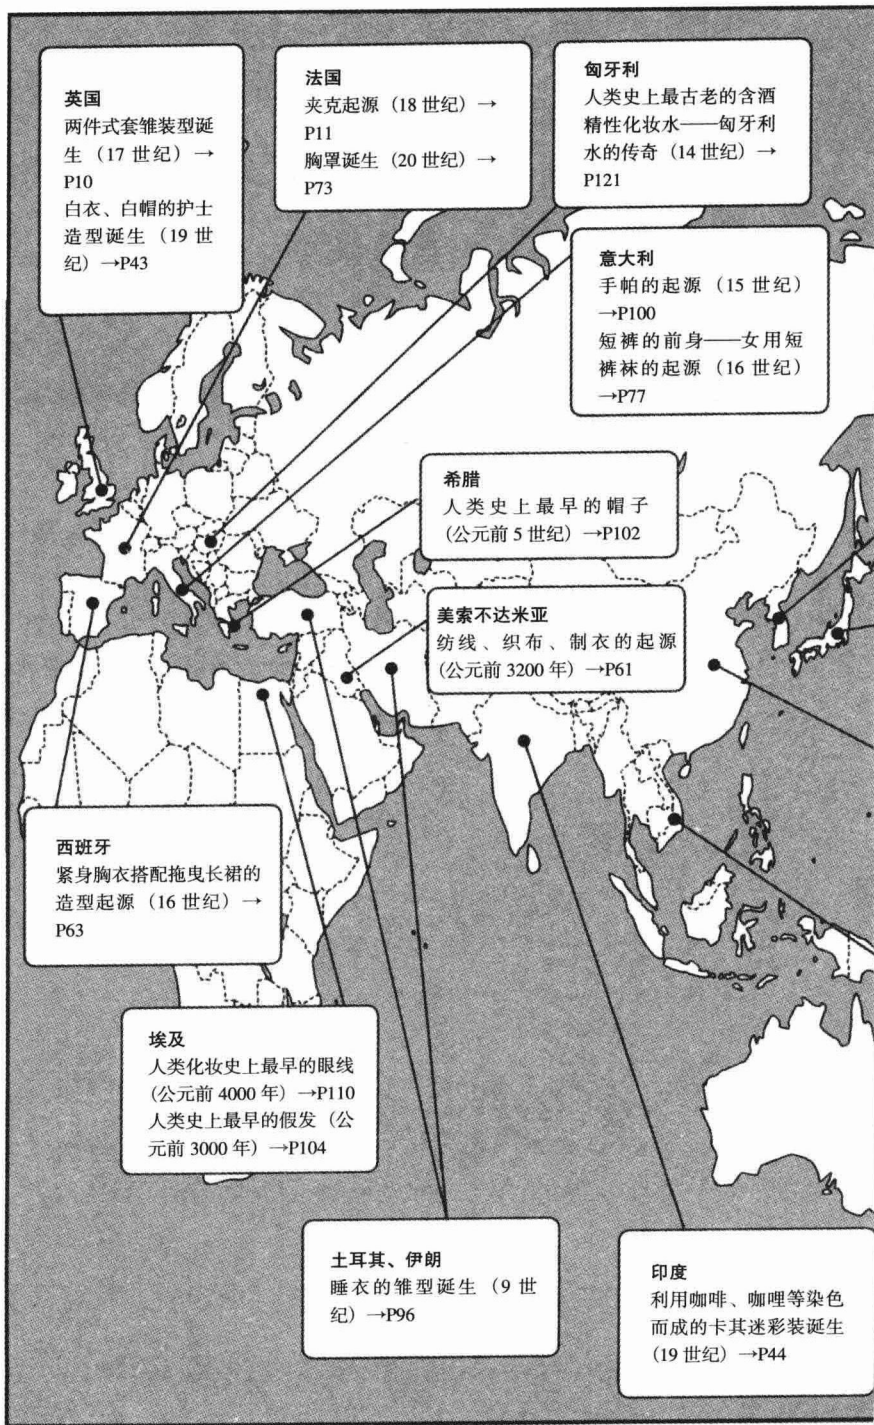 英国
两件式套雏装型诞
生（17 世纪）→
P10
白衣、白帽的护士
造型诞生（19 世
纪）→P43
法国
夹克起源（18 世纪）→
P11
胸罩诞生（20 世纪）→
P73
匈牙利
人类史上最古老的含酒
精性化妆水——匈牙利
水的传奇（14 世纪）→
P121
意大利
手帕的起源（15 世纪）
→P100
短裤的前身——女用短
裤袜的起源（16 世纪）
→P77
希腊
人类史上最早的帽子
(公元前 5 世纪）→P102
美索不达米亚
纺线、织布、制衣的起源
(公元前 3200 年）→P61
西班牙
紧身胸衣搭配拖曳长裙的
造型起源（16 世纪）→
P63
埃及
人类化妆史上最早的眼线
(公元前 4000 年）→P110
人类史上最早的假发（公
元前 3000 年）→P104
土耳其、伊朗
睡衣的雏型诞生（9 世
纪）→P96
印度
利用咖啡、咖哩等染色
而成的卡其迷彩装诞生
(19 世纪）→P44